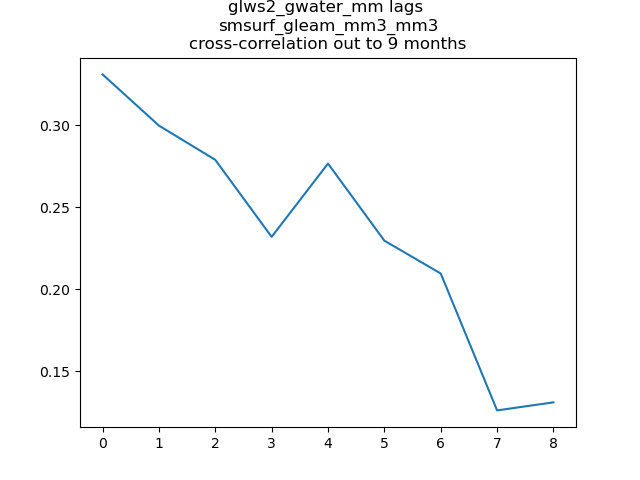 glws2_gwater_mm lags
smsurf_gleam_mm3_mm3
cross-correlation out to 9 months
0.30
0.25
0.20
0.15
0 1 2 3 4 5 6 7 8